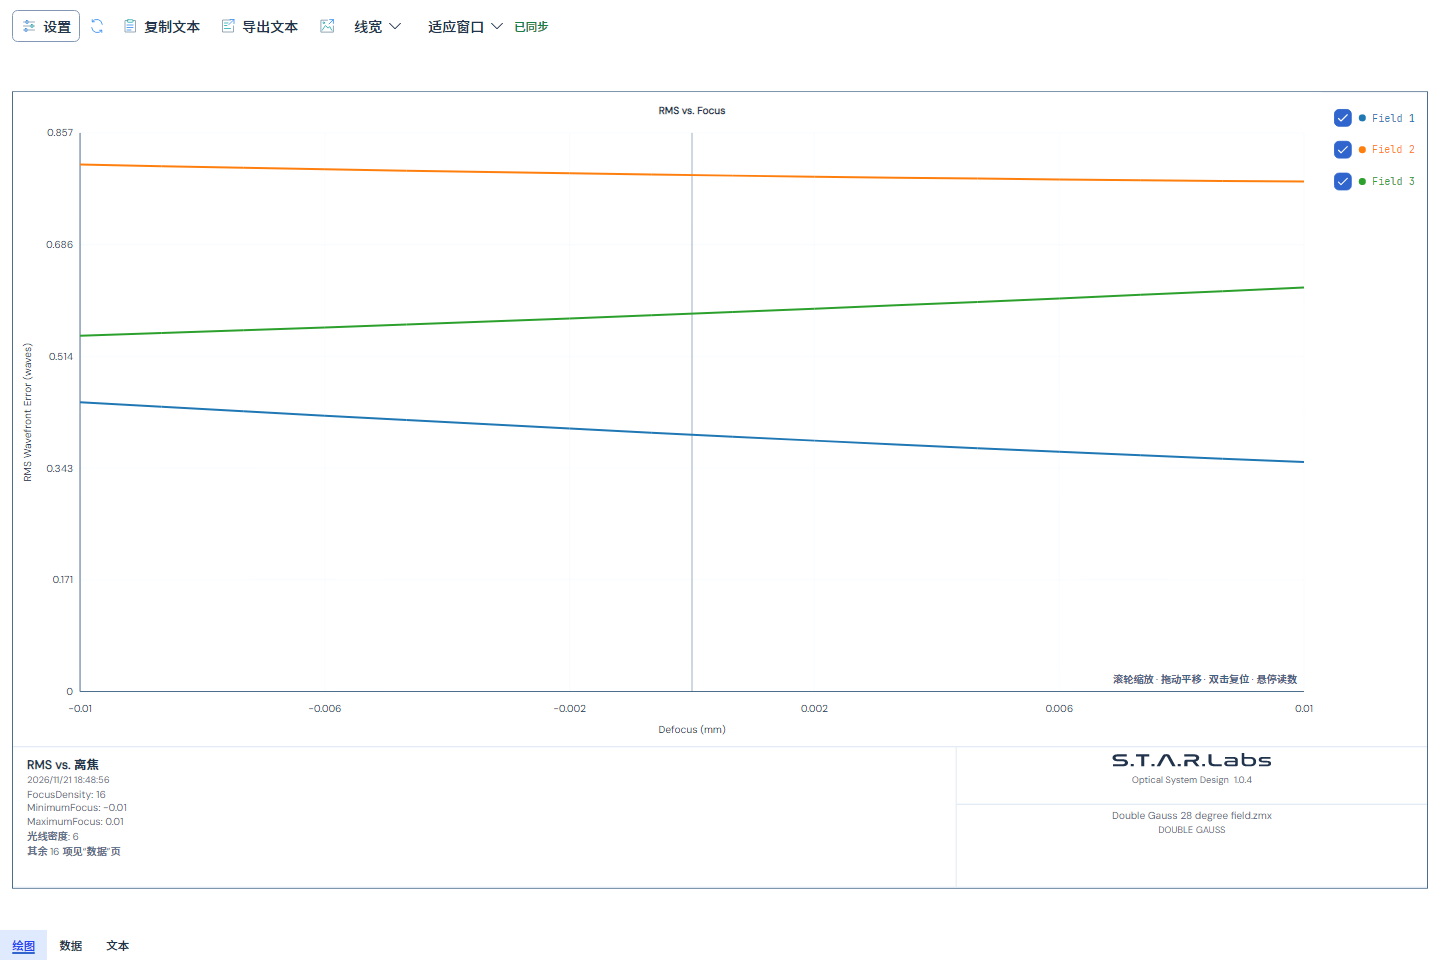 设置 复制文本 导出文本 线宽 适应窗口 已同步
RMS vs. Focus
Field 1
Field 2
Field 3
0.857
0.686
0.514
0.343
0.171
0
RMS Wavefront Error (waves)
滚轮缩放 · 拖动平移 · 双击复位 · 悬停读数
-0.01 -0.006 -0.002 0.002 0.006 0.01
Defocus (mm)
RMS vs. 离焦
2026/11/21 18:48:56
FocusDensity: 16
MinimumFocus: -0.01
MaximumFocus: 0.01
光线密度: 6
其余 16 项见"数据"页
S.T.A.R.Labs
Optical System Design 1.0.4
Double Gauss 28 degree field.zmx
DOUBLE GAUSS
绘图 数据 文本